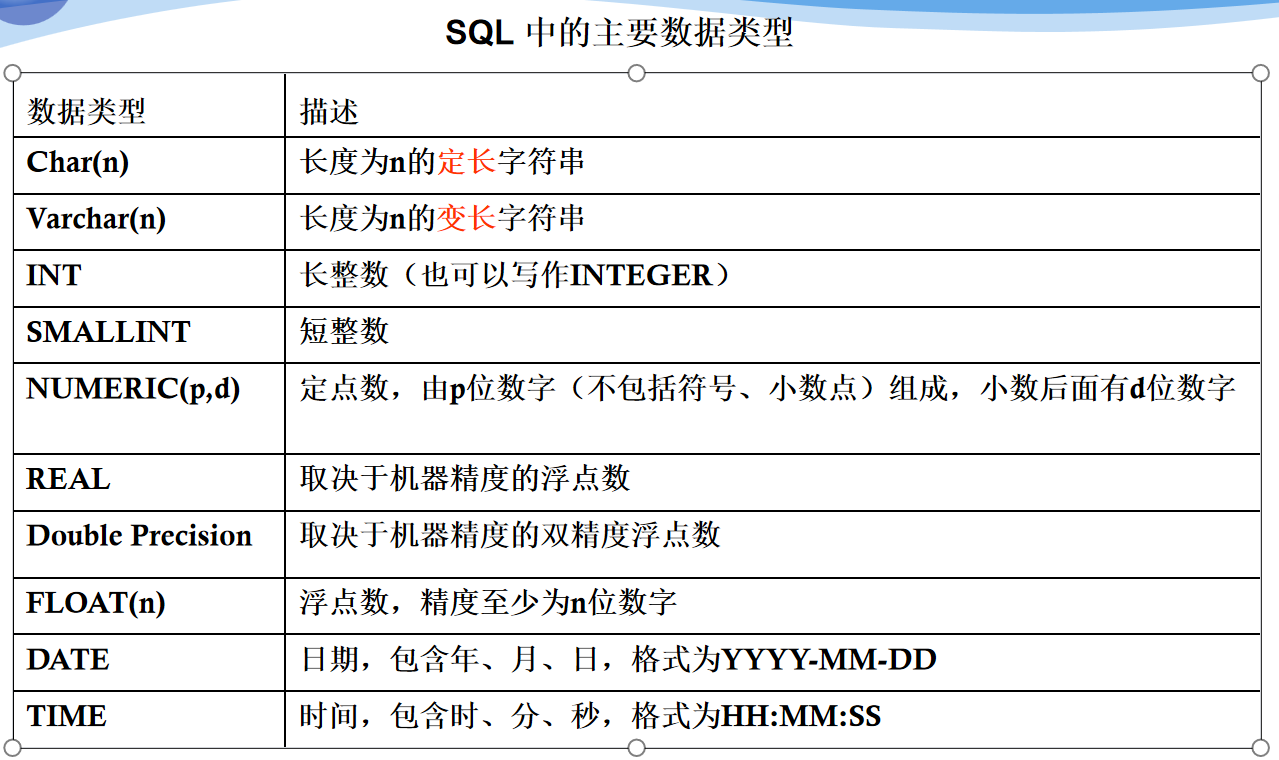 SQL 中的主要数据类型
数据类型 描述
Char(n) 长度为n的定长字符串
Varchar(n) 长度为n的变长字符串
INT 长整数（也可以写作INTEGER）
SMALLINT 短整数
NUMERIC(p,d) 定点数，由p位数字（不包括符号、小数点）组成，小数后面有d位数字
REAL 取决于机器精度的浮点数
Double Precision 取决于机器精度的双精度浮点数
FLOAT(n) 浮点数，精度至少为n位数字
DATE 日期，包含年、月、日，格式为YYYY-MM-DD
TIME 时间，包含时、分、秒，格式为HH:MM:SS